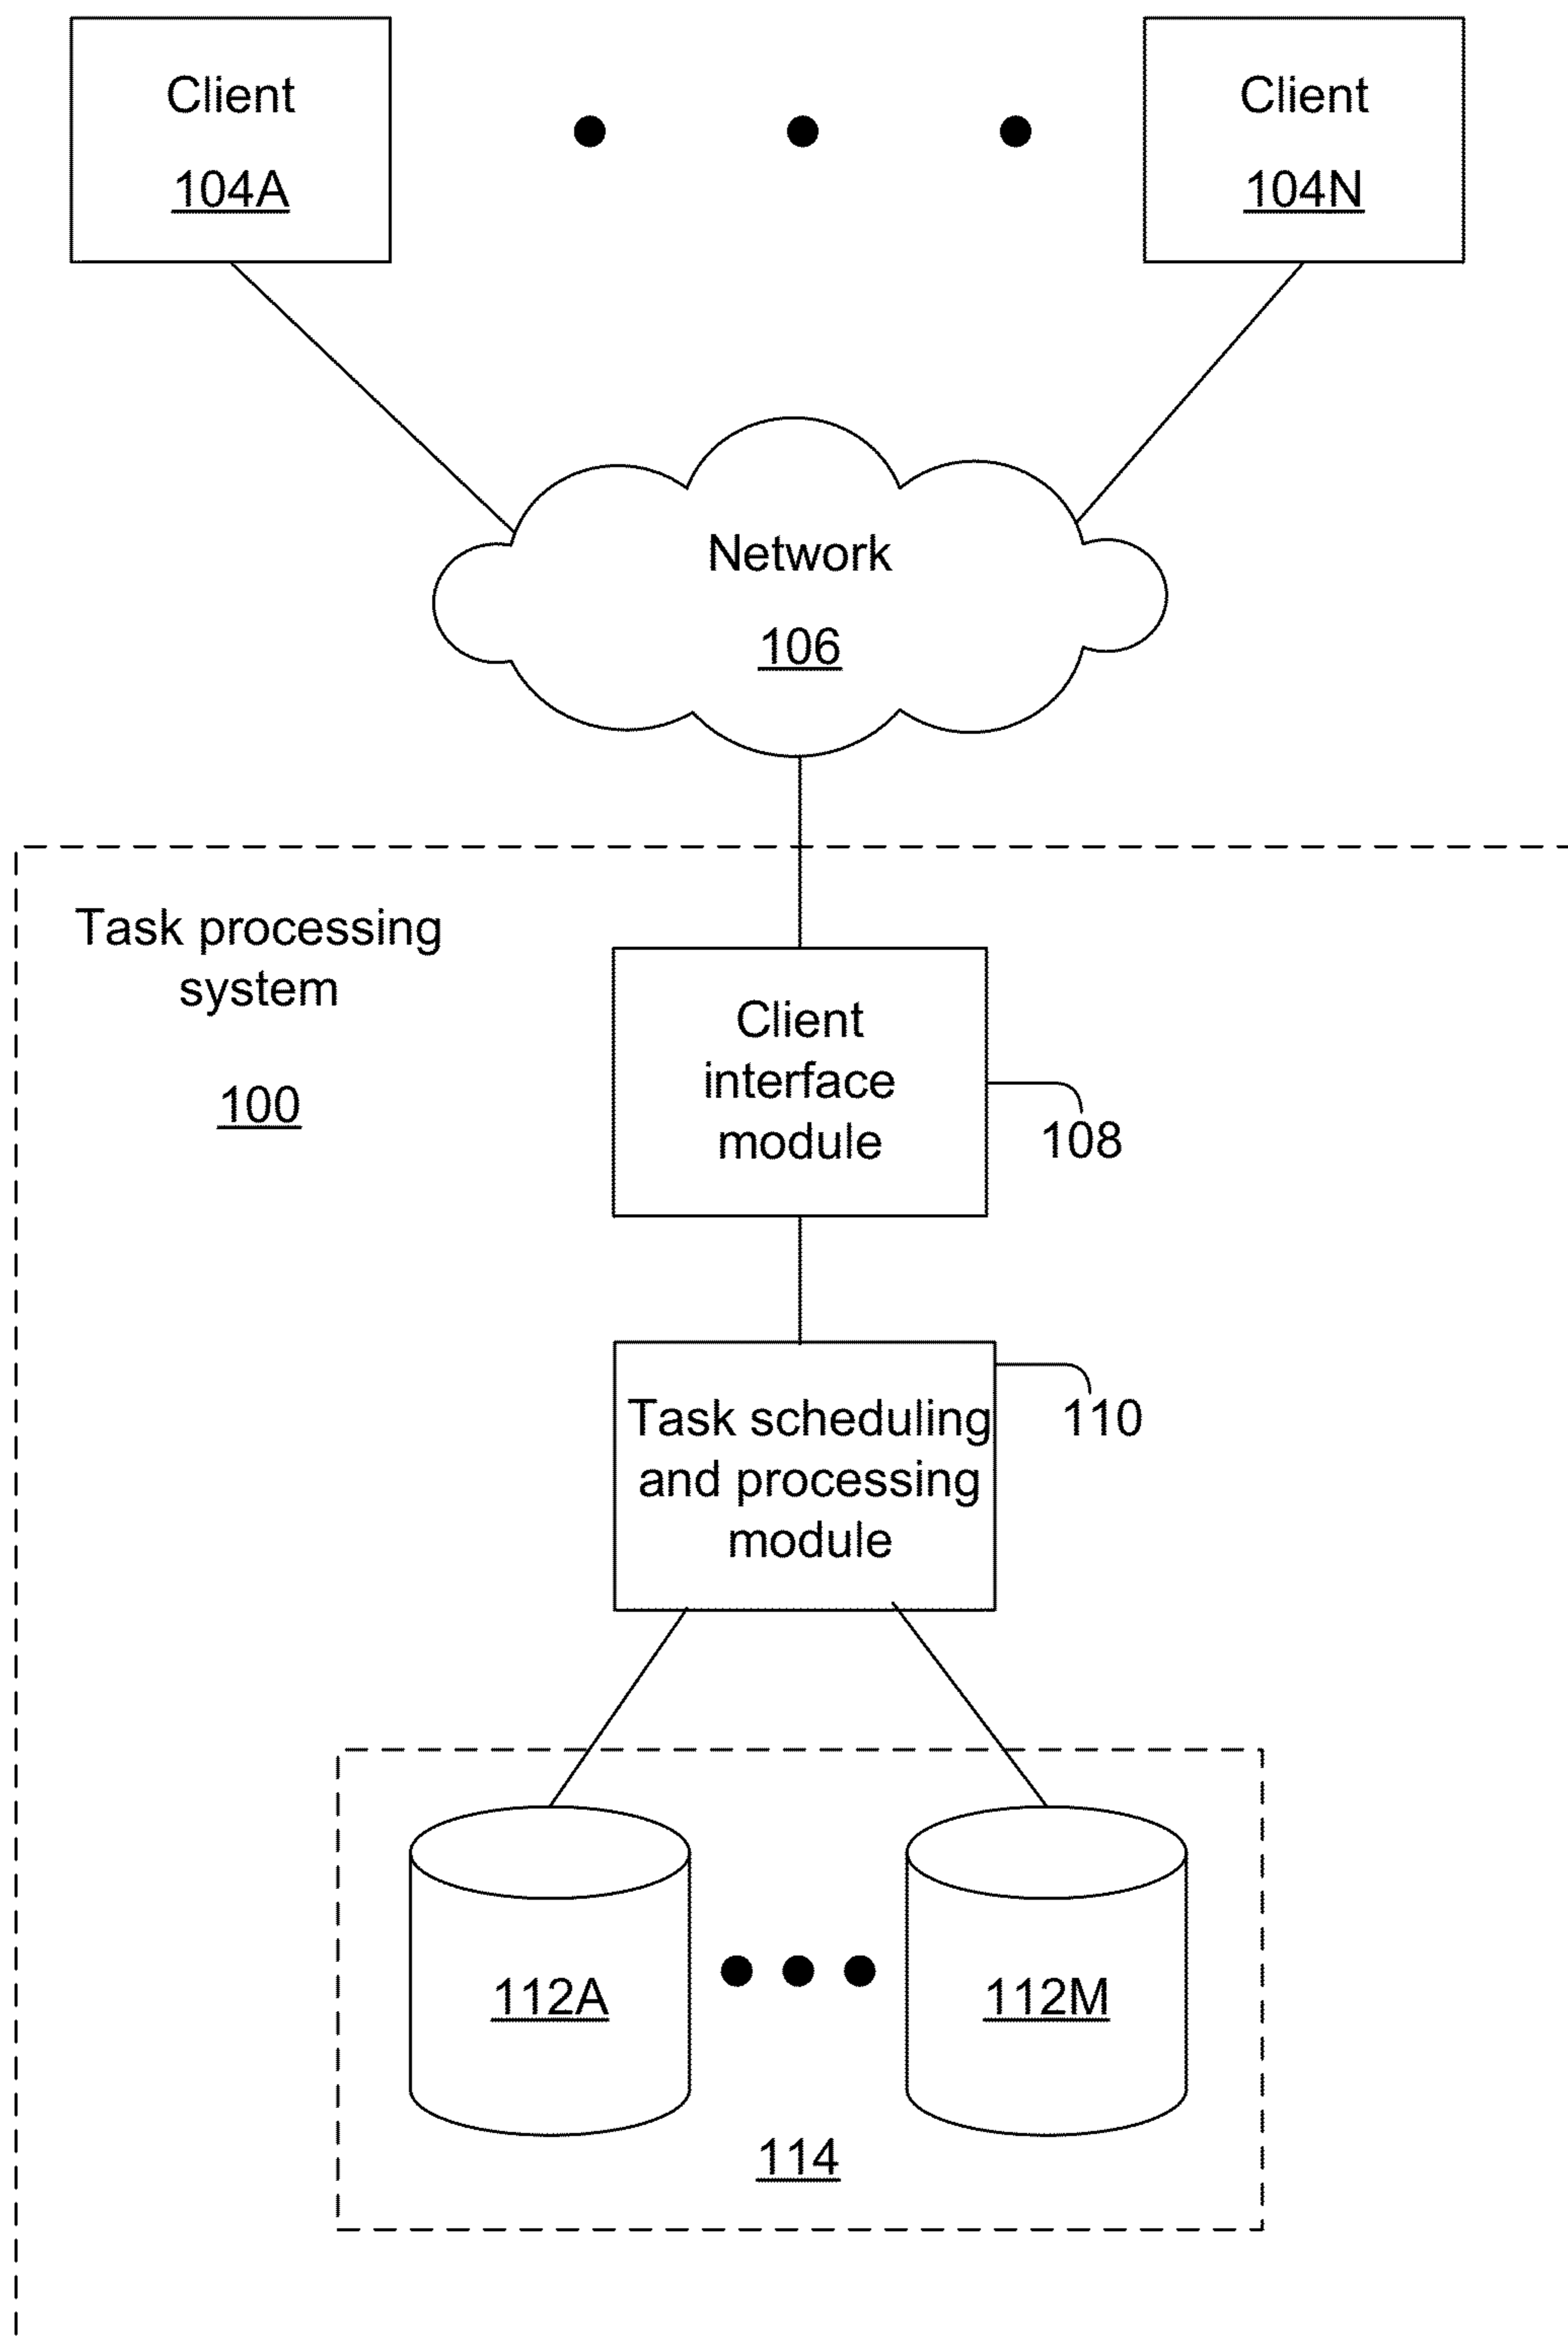 Client
104A
Client
104N
Network
106
Task processing
system
100
Client
interface
module
108
Task scheduling
and processing
module
110
112A
112M
114